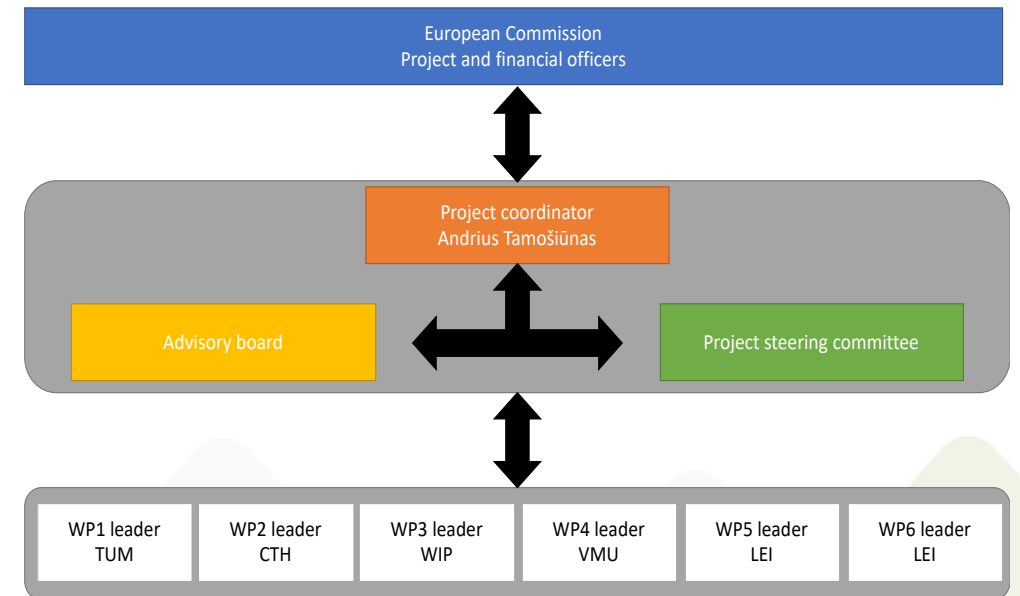 European Commission
Project and financial officers
Project coordinator
Andrius Tamošiūnas
Advisory board
Project steering committee
WP1 leader
TUM
WP2 leader
CTH
WP3 leader
WIP
WP4 leader
VMU
WP5 leader
LEI
WP6 leader
LEI